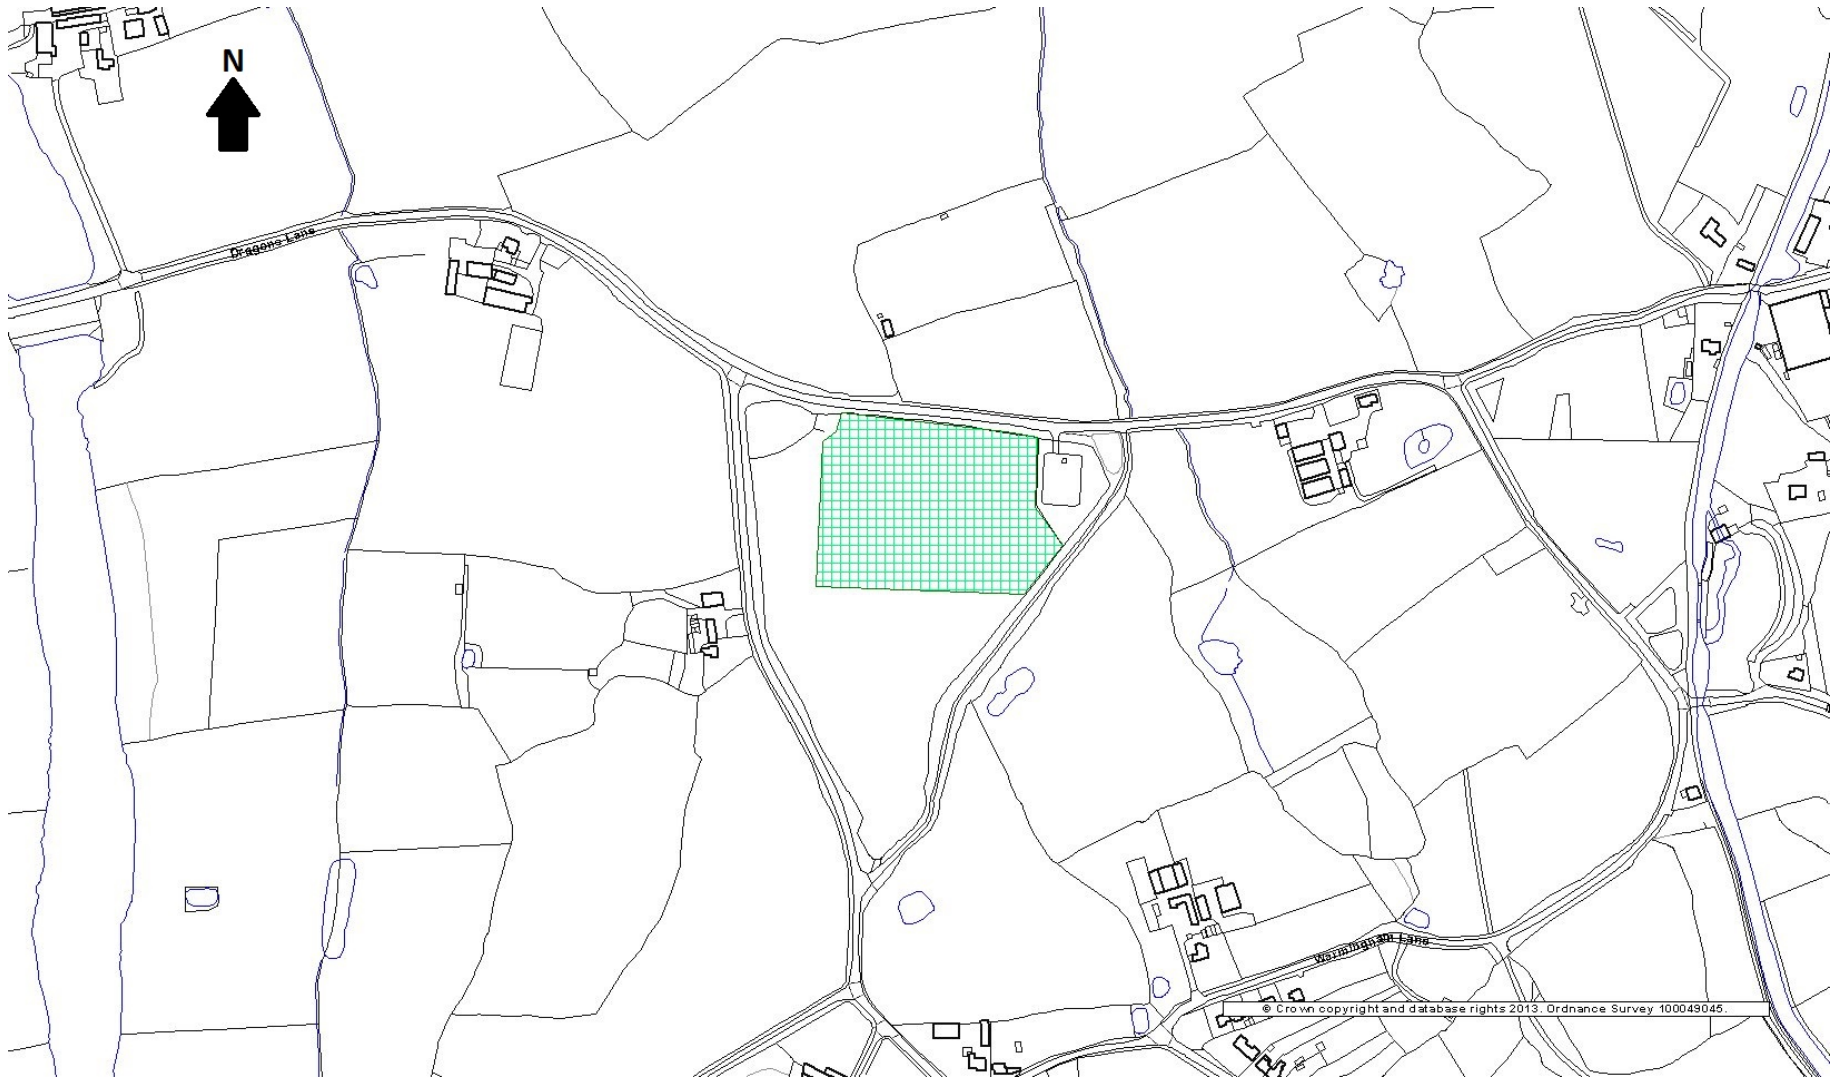 N
Dragons Lane
Warmingham Lane
© Crown copyright and database rights 2013. Ordnance Survey 100049045.